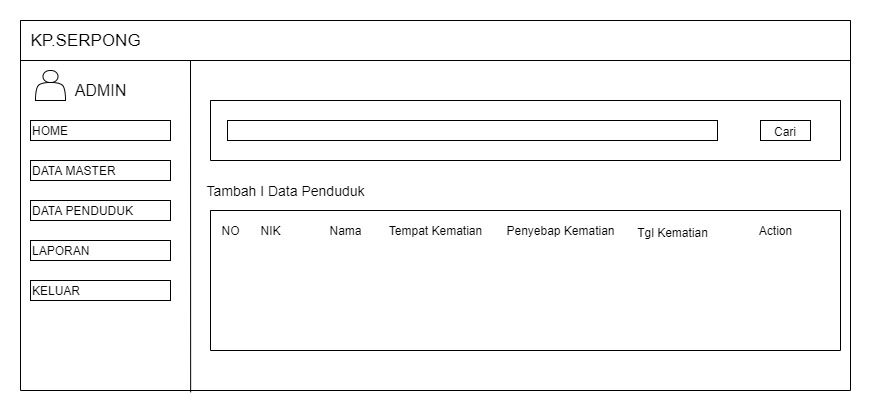 KP.SERPONG
ADMIN
HOME
DATA MASTER
DATA PENDUDUK
LAPORAN
KELUAR
Cari
Tambah I Data Penduduk
NO NIK Nama Tempat Kematian Penyebap Kematian Tgl Kematian Action